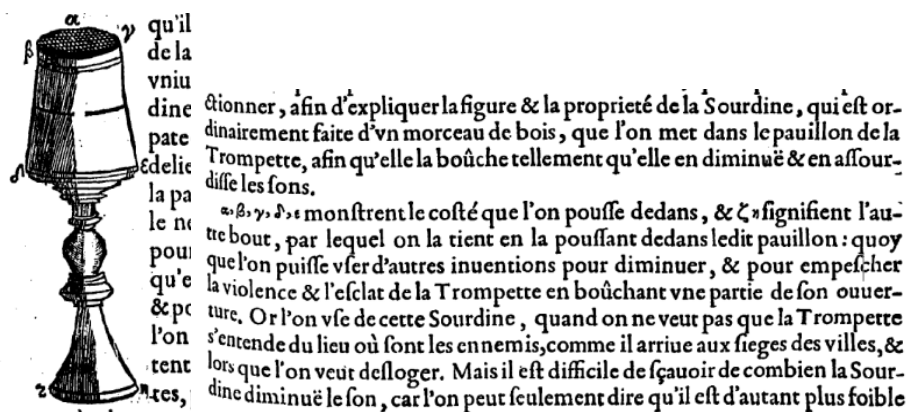 α
β γ
δ ε
ζ η
qu'il
de la
vniu
dine
pate
delie
la pa
le ne
pour
qu'e
& po
l'on
tent
res,
ctionner, afin d'expliquer la figure & la proprieté de la Sourdine, qui eſt or-
dinairement faite d'vn morceau de bois, que l'on met dans le pauillon de la
Trompette, afin qu'elle la boûche tellement qu'elle en diminuë & en aſſour-
diſſe les ſons.
α, β, γ, δ, ε monſtrent le coſté que l'on pouſſe dedans, & ζ η ſignifient l'au-
tre bout, par lequel on la tient en la pouſſant dedans ledit pauillon: quoy
que l'on puiſſe vſer d'autres inuentions pour diminuer, & pour empeſcher
la violence & l'eſclat de la Trompette en boûchant vne partie de ſon ouuer-
ture. Or l'on vſe de cette Sourdine, quand on ne veut pas que la Trompette
s'entende du lieu où ſont les ennemis, comme il arriue aux ſieges des villes, &
lors que l'on veut deſloger. Mais il eſt difficile de ſçauoir de combien la Sour-
dine diminuë le ſon, car l'on peut ſeulement dire qu'il eſt d'autant plus foible